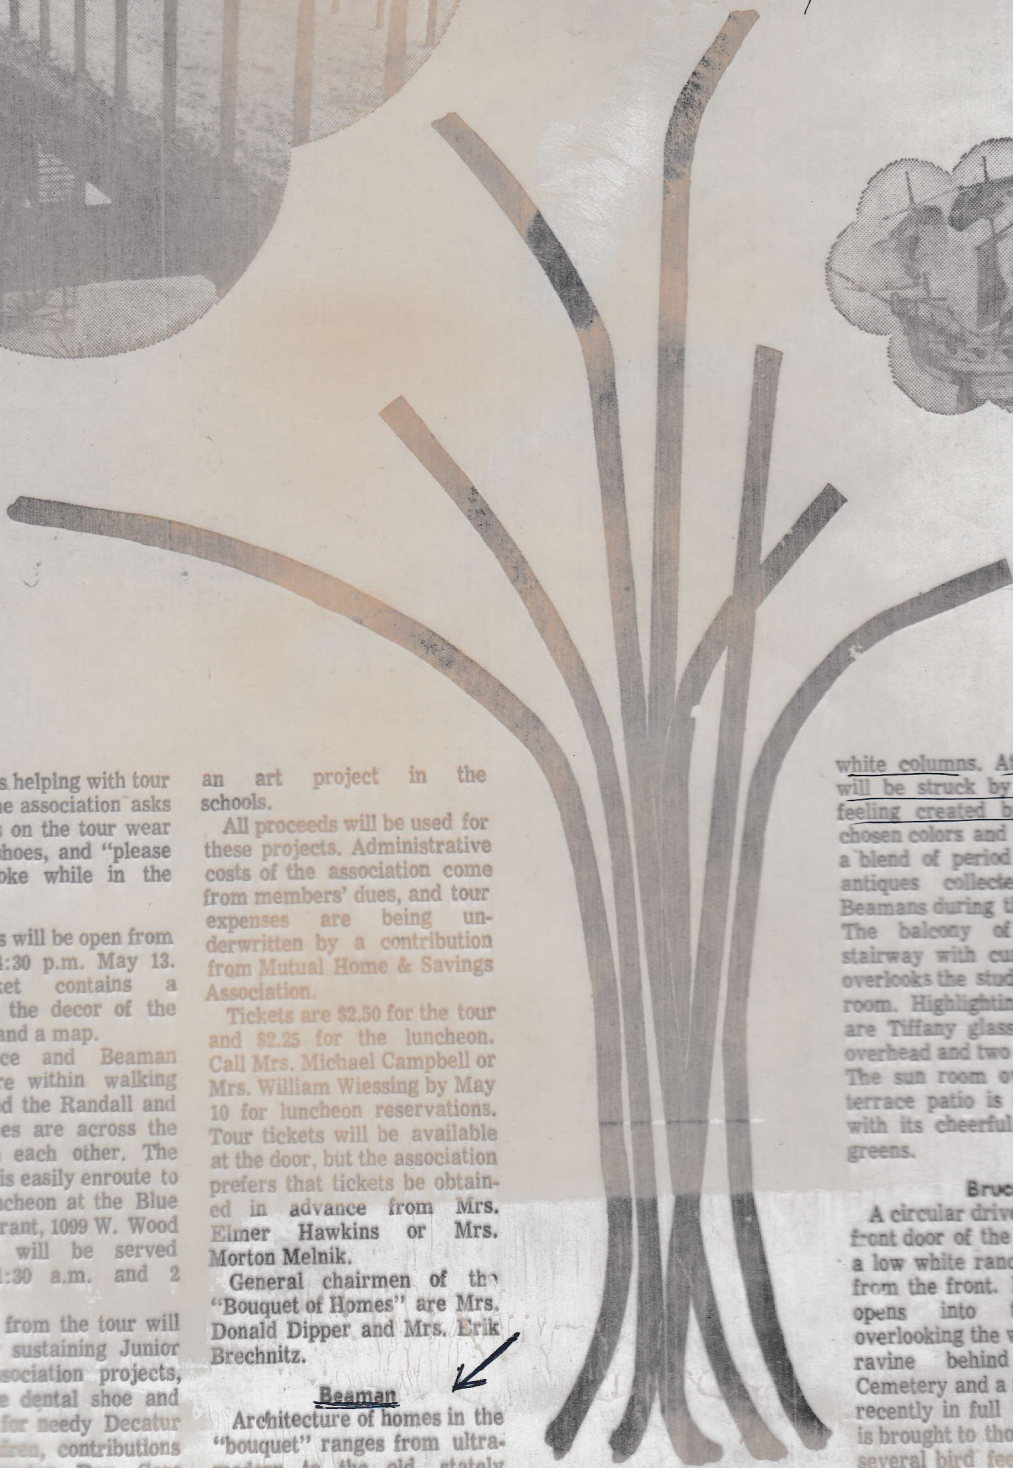 s helping with tour
association asks
s on the tour wear
shoes, and "please
oke while in the
s will be open from
:30 p.m. May 13.
contains a
the decor of the
and a map.
ce and Beaman
re within walking
d the Randall and
es are across the
each other. The
is easily enroute to
ncheon at the Blue
rant, 1099 W. Wood
will be served
:30 a.m. and 2
from the tour will
sustaining Junior
sociation projects,
e dental shoe and
for needy Decatur
dren, contributions
an art project in the
schools.
All proceeds will be used for
these projects. Administrative
costs of the association come
from members' dues, and tour
expenses are being un-
derwritten by a contribution
from Mutual Home & Savings
Association.
Tickets are $2.50 for the tour
and $2.25 for the luncheon.
Call Mrs. Michael Campbell or
Mrs. William Wiessing by May
10 for luncheon reservations.
Tour tickets will be available
at the door, but the association
prefers that tickets be obtain-
ed in advance from Mrs.
Elmer Hawkins or Mrs.
Morton Melnik.
General chairmen of the
"Bouquet of Homes" are Mrs.
Donald Dipper and Mrs. Erik
Brechnitz.
Beaman
Architecture of homes in the
"bouquet" ranges from ultra-
modern to the old stately
white columns. Af
will be struck by
feeling created b
chosen colors and
a blend of period
antiques collecte
Beamans during th
The balcony of
stairway with cu
overlooks the stud
room. Highlightin
are Tiffany glass
overhead and two
The sun room ov
terrace patio is
with its cheerful
greens.
Bruc
A circular drive
front door of the
a low white ranc
from the front.
opens into
overlooking the w
ravine behind
Cemetery and a
recently in full
is brought to tho
several bird fee